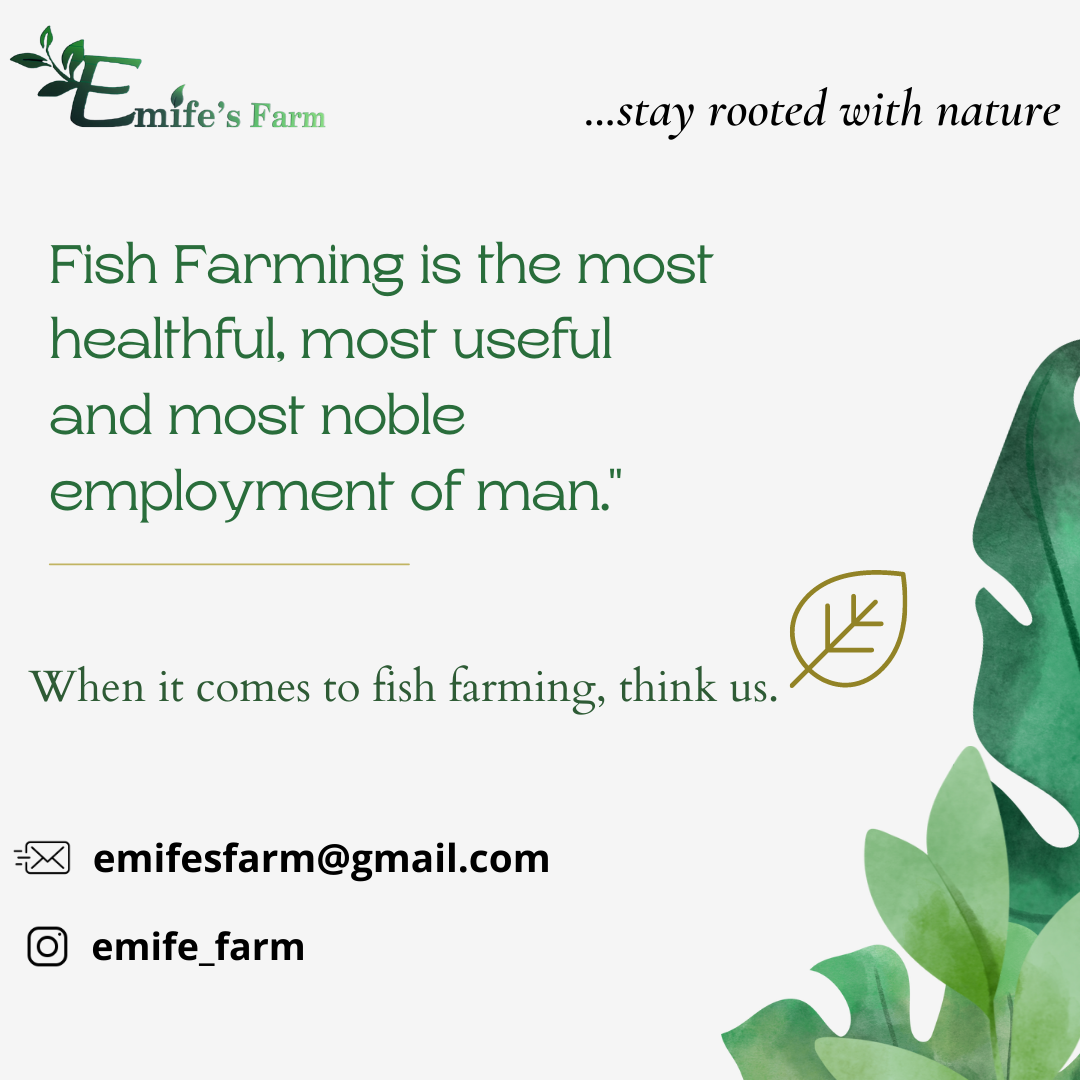 Emife's Farm
...stay rooted with nature
Fish Farming is the most
healthful, most useful
and most noble
employment of man."
When it comes to fish farming, think us.
emifesfarm@gmail.com
emife_farm